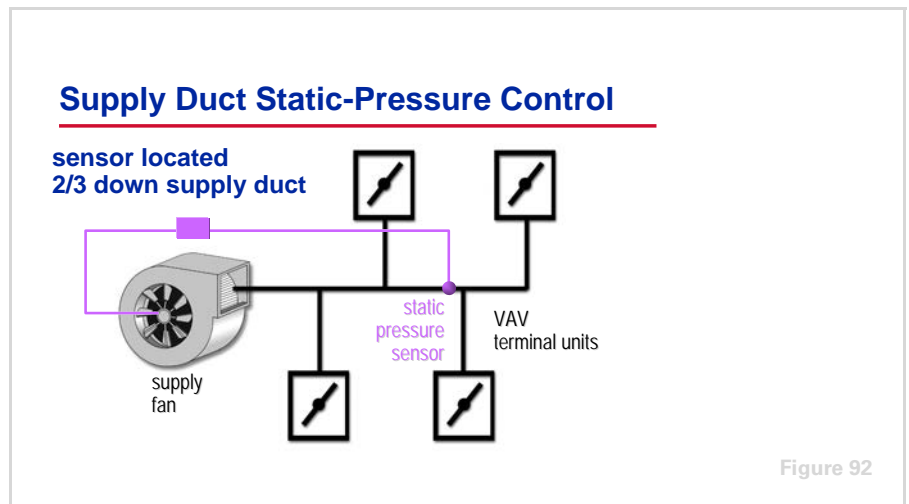 Supply Duct Static-Pressure Control
sensor located
2/3 down supply duct
static
pressure
sensor
VAV
terminal units
supply
fan
Figure 92